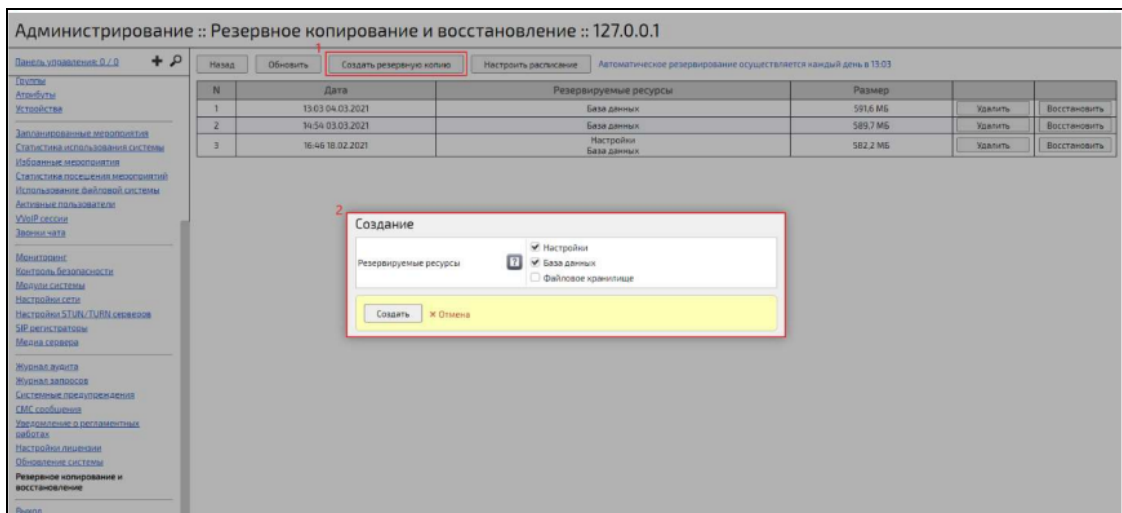 Администрирование :: Резервное копирование и восстановление :: 127.0.0.1
1
Панель управления: 0 / 0
Назад
Обновить
Создать резервную копию
Настроить расписание
Автоматическое резервирование осуществляется каждый день в 13:03
Группы
Атрибуты
Устройства
Запланированные мероприятия
Статистика использования системы
Избранные мероприятия
Статистика посещения мероприятий
Использование файловой системы
Активные пользователи
VVoIP сессии
Звонки чата
Мониторинг
Контроль безопасности
Модули системы
Настройки сети
Настройки STUN/TURN серверов
SIP регистраторы
Медиа сервера
Журнал аудита
Журнал запросов
Системные предупреждения
СМС сообщения
Уведомление о регламентных
работах
Настройки лицензии
Обновление системы
Резервное копирование и
восстановление
Выход
N Дата Резервируемые ресурсы Размер
1 13:03 04.03.2021 База данных 591,6 МБ Удалить Восстановить
2 14:54 03.03.2021 База данных 589,7 МБ Удалить Восстановить
3 16:46 18.02.2021 Настройки База данных 582,2 МБ Удалить Восстановить
2
Создание
Резервируемые ресурсы
?
Настройки
База данных
Файловое хранилище
Создать
× Отмена